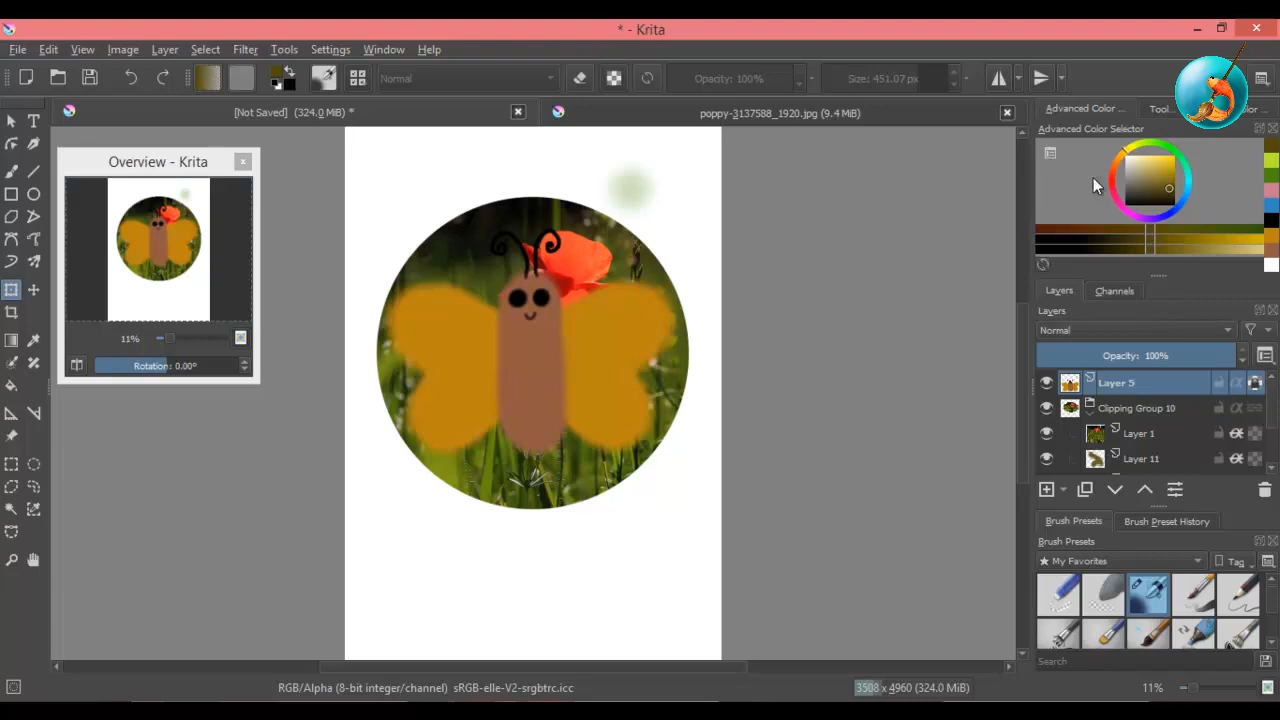 * - Krita
File Edit View Image Layer Select Filter Tools Settings Window Help
Normal Opacity: 100% Size: 451.07 px
[Not Saved] (324.0 MiB) * poppy-3137588_1920.jpg (9.4 MiB)
Advanced Color ... Tool...
Advanced Color Selector
Overview - Krita
11%
Rotation: 0.00°
Layers Channels
Layers
Normal
Opacity: 100%
Layer 5
Clipping Group 10
Layer 1
Layer 11
Brush Presets Brush Preset History
Brush Presets
My Favorites Tag
Search
RGB/Alpha (8-bit integer/channel) sRGB-elle-V2-srgbtrc.icc 3508 x 4960 (324.0 MiB) 11%